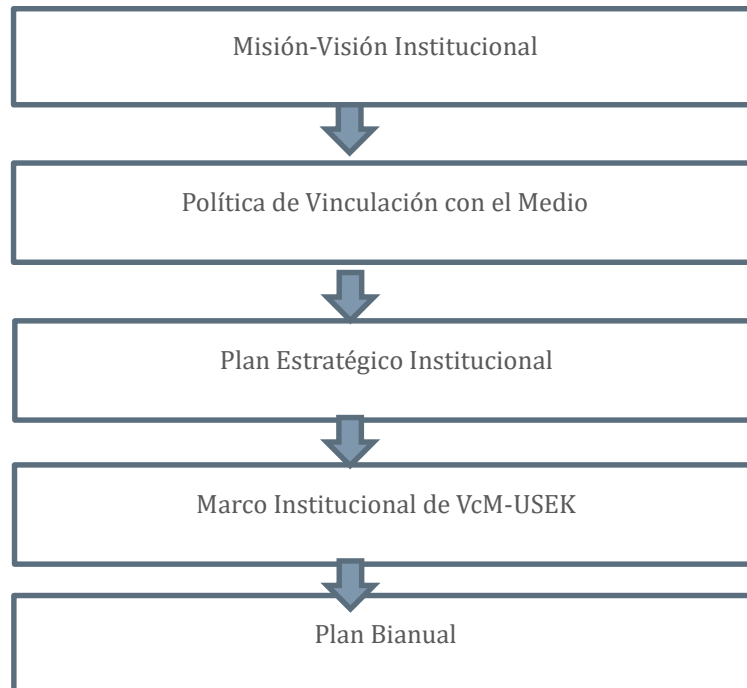 Misión-Visión Institucional
Política de Vinculación con el Medio
Plan Estratégico Institucional
Marco Institucional de VcM-USEK
Plan Bianual